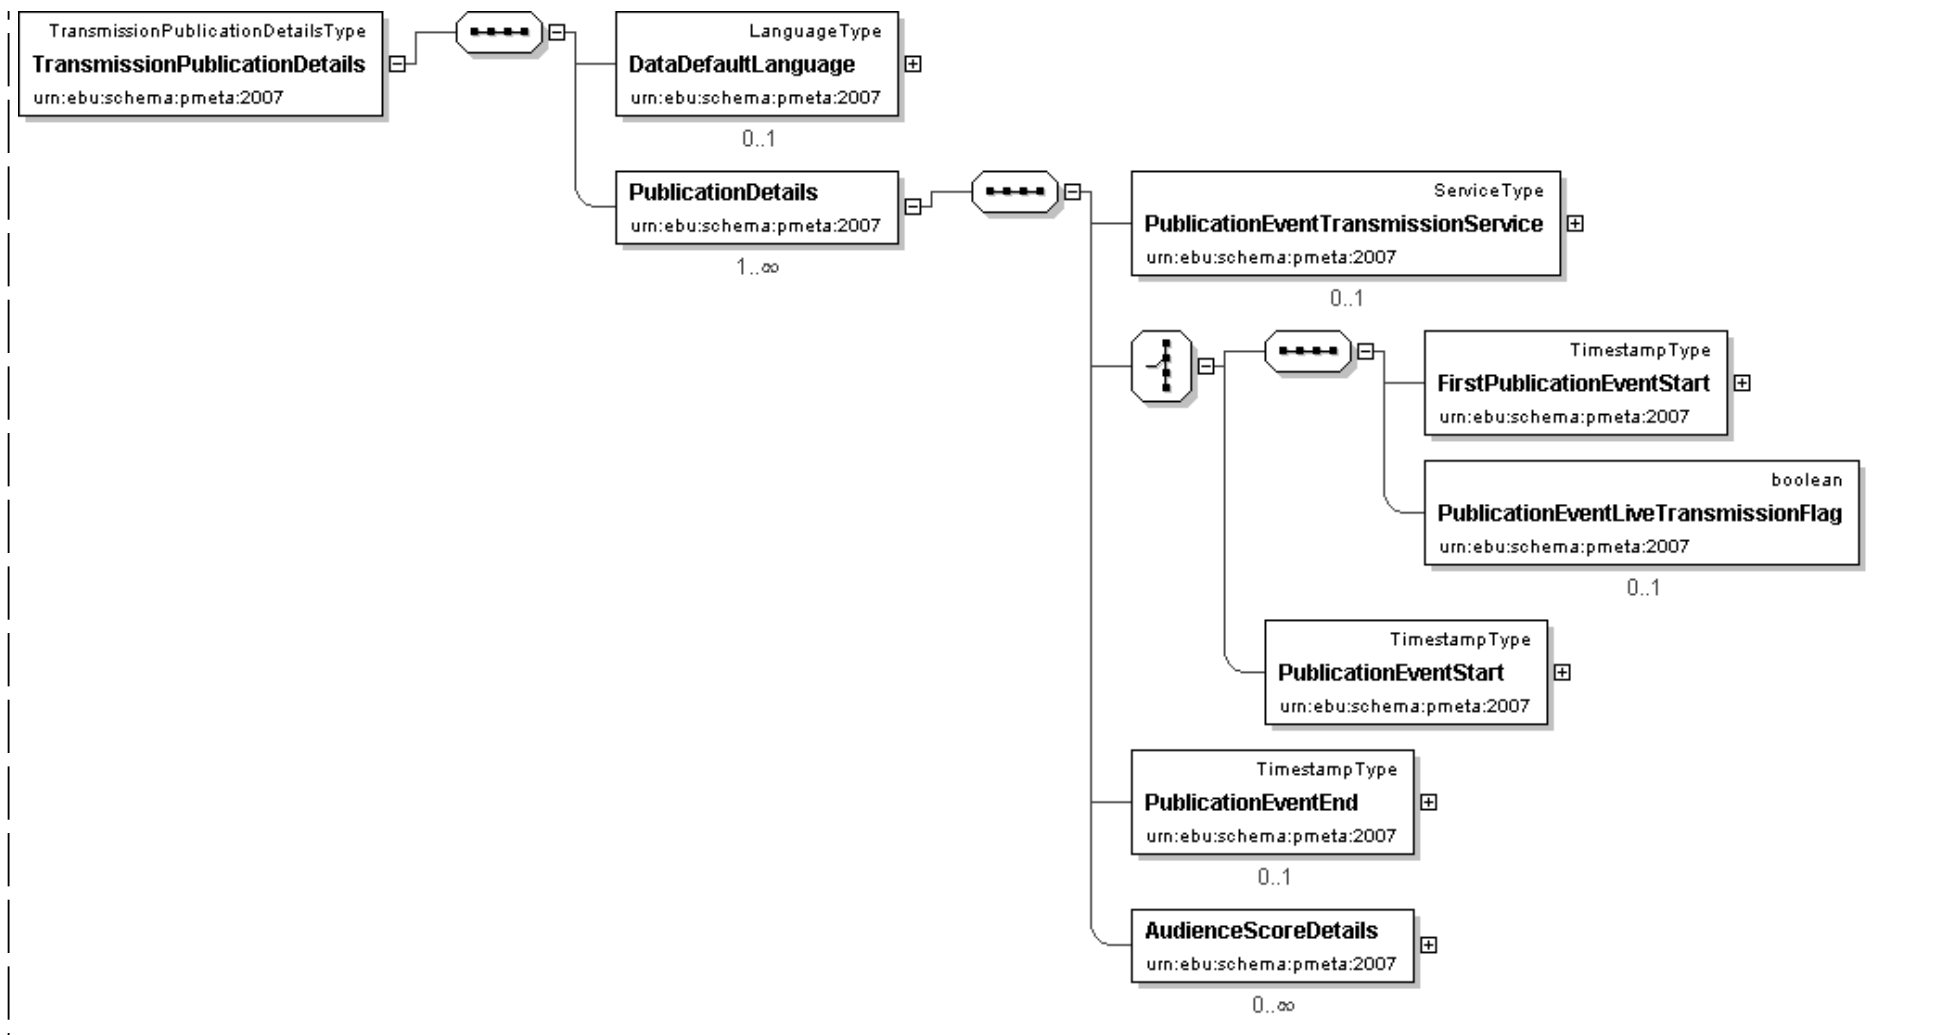 TransmissionPublicationDetailsType
TransmissionPublicationDetails
urn:ebu:schema:pmeta:2007
LanguageType
DataDefaultLanguage
urn:ebu:schema:pmeta:2007
0..1
PublicationDetails
urn:ebu:schema:pmeta:2007
1..∞
ServiceType
PublicationEventTransmissionService
urn:ebu:schema:pmeta:2007
0..1
TimestampType
FirstPublicationEventStart
urn:ebu:schema:pmeta:2007
boolean
PublicationEventLiveTransmissionFlag
urn:ebu:schema:pmeta:2007
0..1
TimestampType
PublicationEventStart
urn:ebu:schema:pmeta:2007
TimestampType
PublicationEventEnd
urn:ebu:schema:pmeta:2007
0..1
AudienceScoreDetails
urn:ebu:schema:pmeta:2007
0..∞